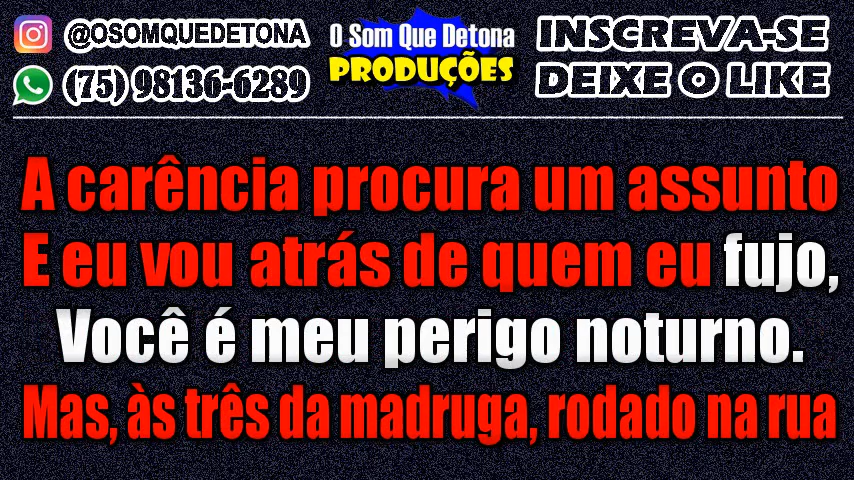 @OSOMQUEDETONA
(75) 98136-6289
O Som Que Detona
PRODUÇÕES
INSCREVA-SE
DEIXE O LIKE
A carência procura um assunto
E eu vou atrás de quem eu fujo,
Você é meu perigo noturno.
Mas, às três da madruga, rodado na rua